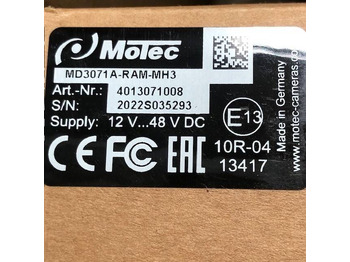 MOTEC
MD3071A-RAM-MH3
Art.-Nr.: 4013071008
S/N: 2022S035293
Supply: 12 V...48 V DC
CE FC EAC
E13
10R-04
13417
Made in Germany
www.motec-cameras.com